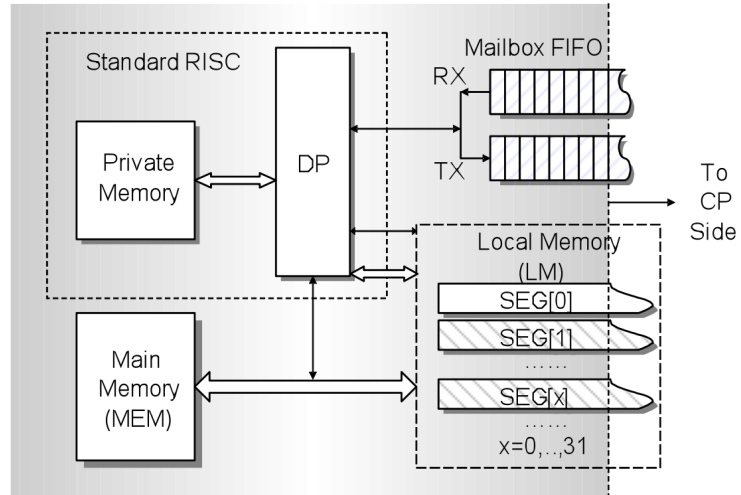 Standard RISC
Mailbox FIFO
RX
TX
DP
Private
Memory
To
CP
Side
Local Memory
(LM)
SEG[0]
SEG[1]
......
SEG[x]
......
x=0,..,31
Main
Memory
(MEM)